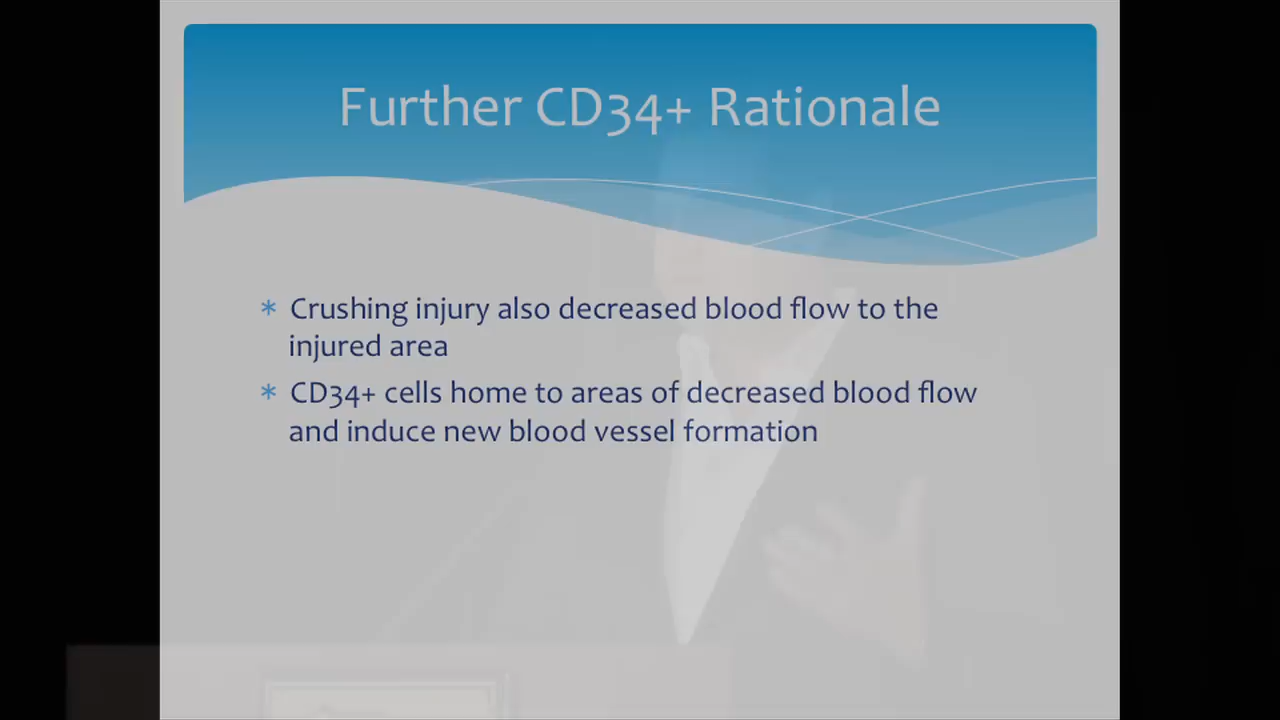 Further CD34+ Rationale
* Crushing injury also decreased blood flow to the
injured area
* CD34+ cells home to areas of decreased blood flow
and induce new blood vessel formation